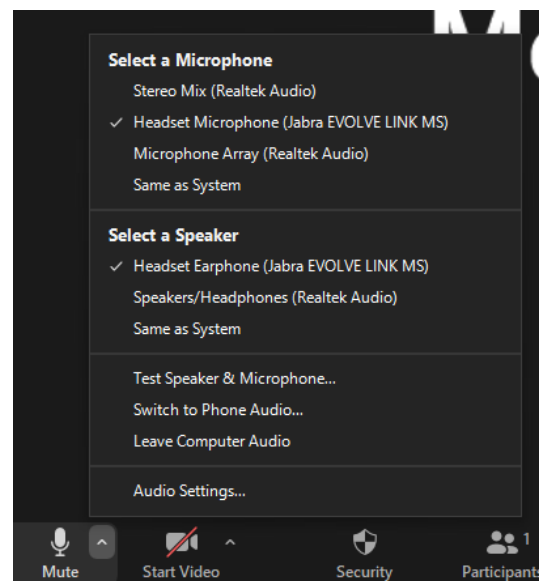 Select a Microphone
Stereo Mix (Realtek Audio)
Headset Microphone (Jabra EVOLVE LINK MS)
Microphone Array (Realtek Audio)
Same as System
Select a Speaker
Headset Earphone (Jabra EVOLVE LINK MS)
Speakers/Headphones (Realtek Audio)
Same as System
Test Speaker & Microphone...
Switch to Phone Audio...
Leave Computer Audio
Audio Settings...
1
Mute Start Video Security Participants